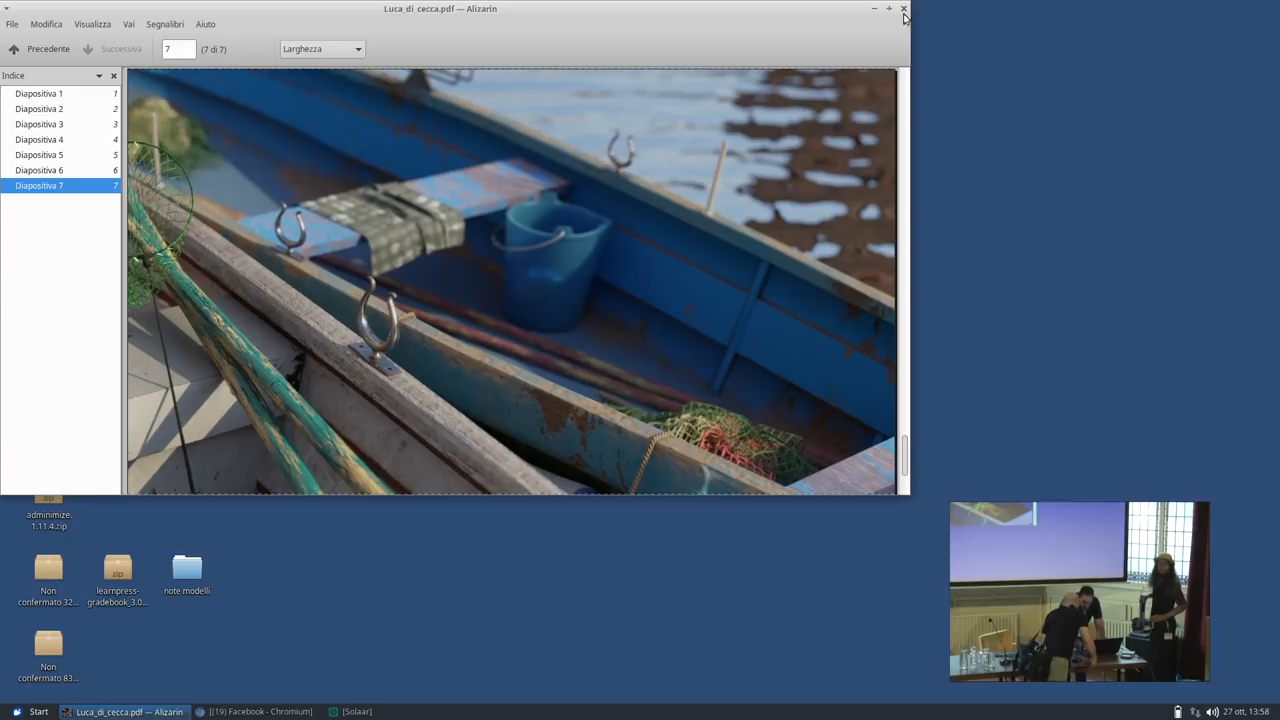 Luca_di_cecca.pdf — Alizarin
File Modifica Visualizza Vai Segnalibri Aiuto
Precedente Successiva 7 (7 di 7) Larghezza
Indice
Diapositiva 1 1
Diapositiva 2 2
Diapositiva 3 3
Diapositiva 4 4
Diapositiva 5 5
Diapositiva 6 6
Diapositiva 7 7
zip
adminimize.
1.11.4.zip
zip
Non
confermato 32...
learnpress-
gradebook_3.0...
note modelli
Non
confermato 83...
Start Luca_di_cecca.pdf — Alizarin [(19) Facebook - Chromium] [Solaar] 27 ott, 13:58